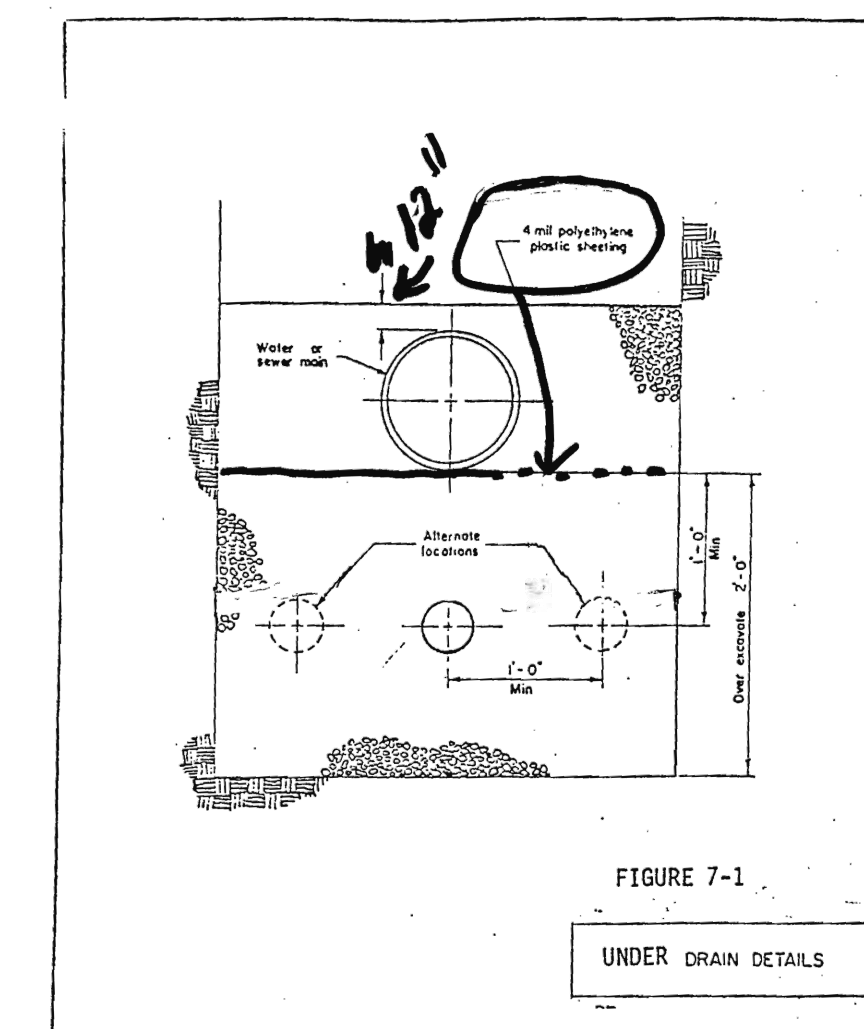 12"
4 mil polyethylene
plastic sheeting
Water or
sewer main
Alternate
locations
1'-0"
Min
Over excavate 2'-0"
1'-0"
Min
FIGURE 7-1
UNDER DRAIN DETAILS